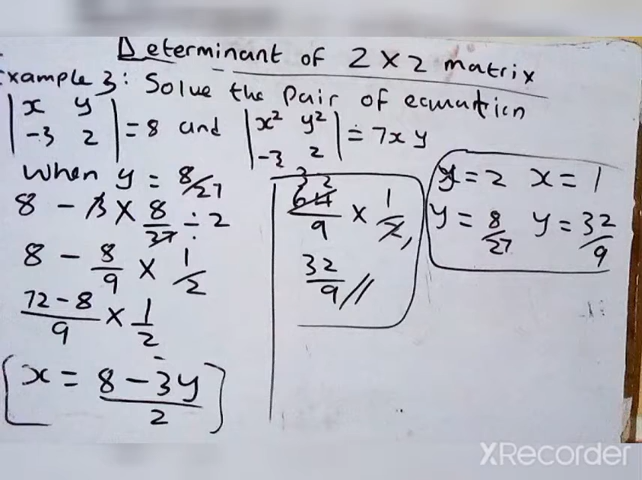 Determinant of 2 × 2 matrix
Example 3: Solve the pair of equation
| x y |
| -3 2 | = 8 and | x² y² |
| -3 2 | = 7xy
When y = 8/27
8 - 3 × 8/27 ÷ 2
8 - 8/9 × 1/2
72 - 8/9 × 1/2
x = 8 - 3y/2
32
64/9 × 1/2
32/9 //
y = 2 x = 1
y = 8/27 y = 32/9
XRecorder